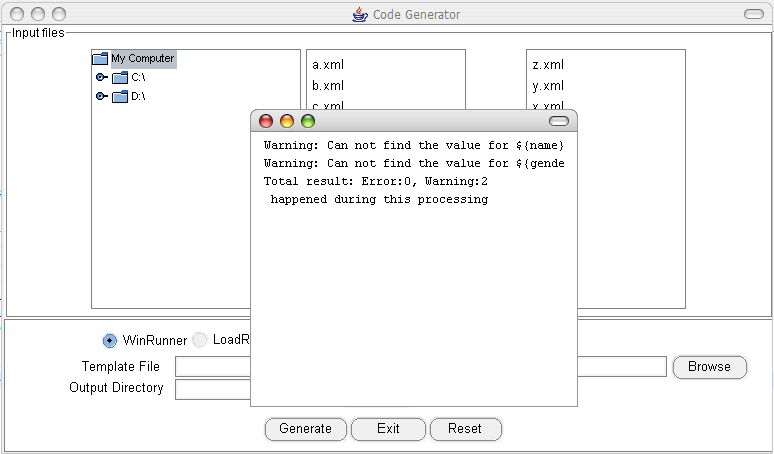 Code Generator
Input files
My Computer
C:\
D:\
a.xml
b.xml
c.xml
z.xml
y.xml
x.xml
Warning: Can not find the value for ${name}
Warning: Can not find the value for ${gende
Total result: Error:0, Warning:2
happened during this processing
WinRunner
LoadR
Template File
Browse
Output Directory
Generate
Exit
Reset